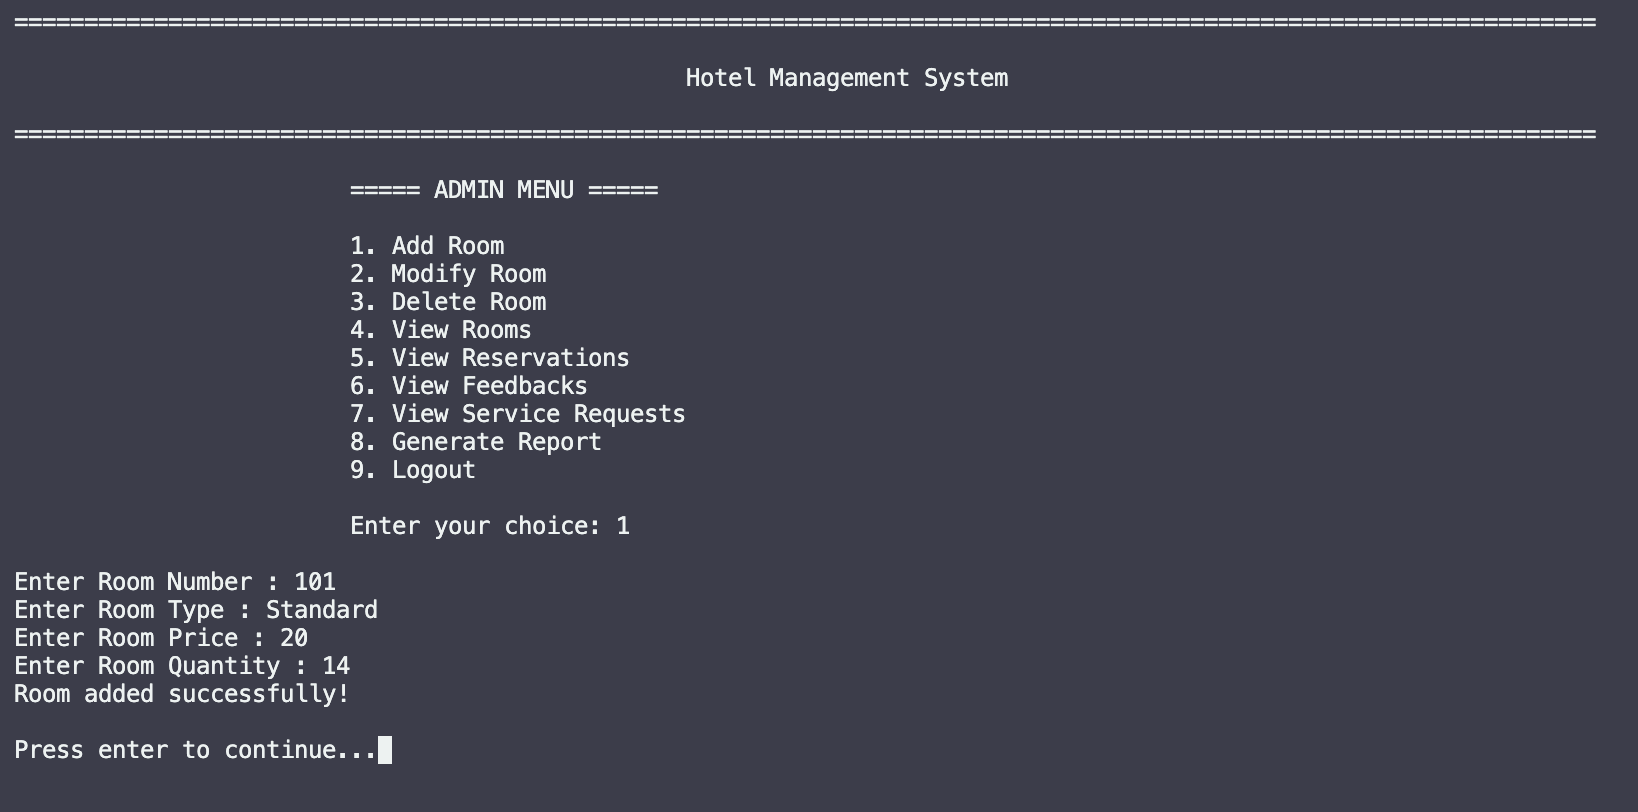 =================================================================================================================
Hotel Management System
=================================================================================================================
===== ADMIN MENU =====
1. Add Room
2. Modify Room
3. Delete Room
4. View Rooms
5. View Reservations
6. View Feedbacks
7. View Service Requests
8. Generate Report
9. Logout
Enter your choice: 1
Enter Room Number : 101
Enter Room Type : Standard
Enter Room Price : 20
Enter Room Quantity : 14
Room added successfully!
Press enter to continue...